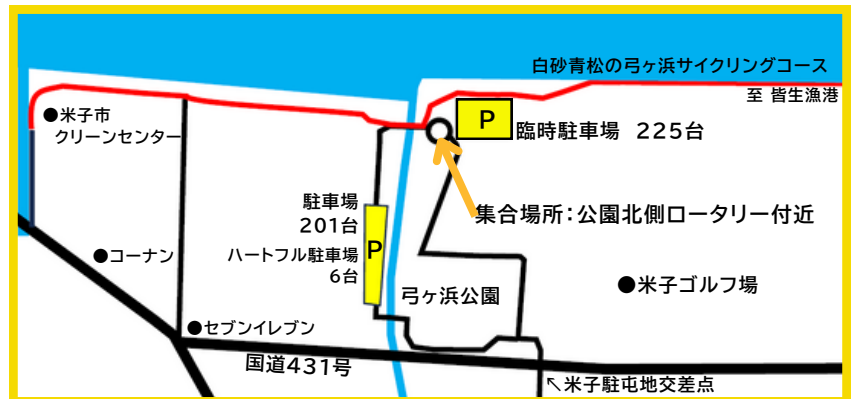 白砂青松の弓ヶ浜サイクリングコース
至 皆生漁港
●米子市
クリーンセンター
P
臨時駐車場 225台
駐車場
201台
P
ハートフル駐車場
6台
集合場所：公園北側ロータリー付近
●コーナン
弓ヶ浜公園
●米子ゴルフ場
●セブンイレブン
国道431号
↖米子駐屯地交差点